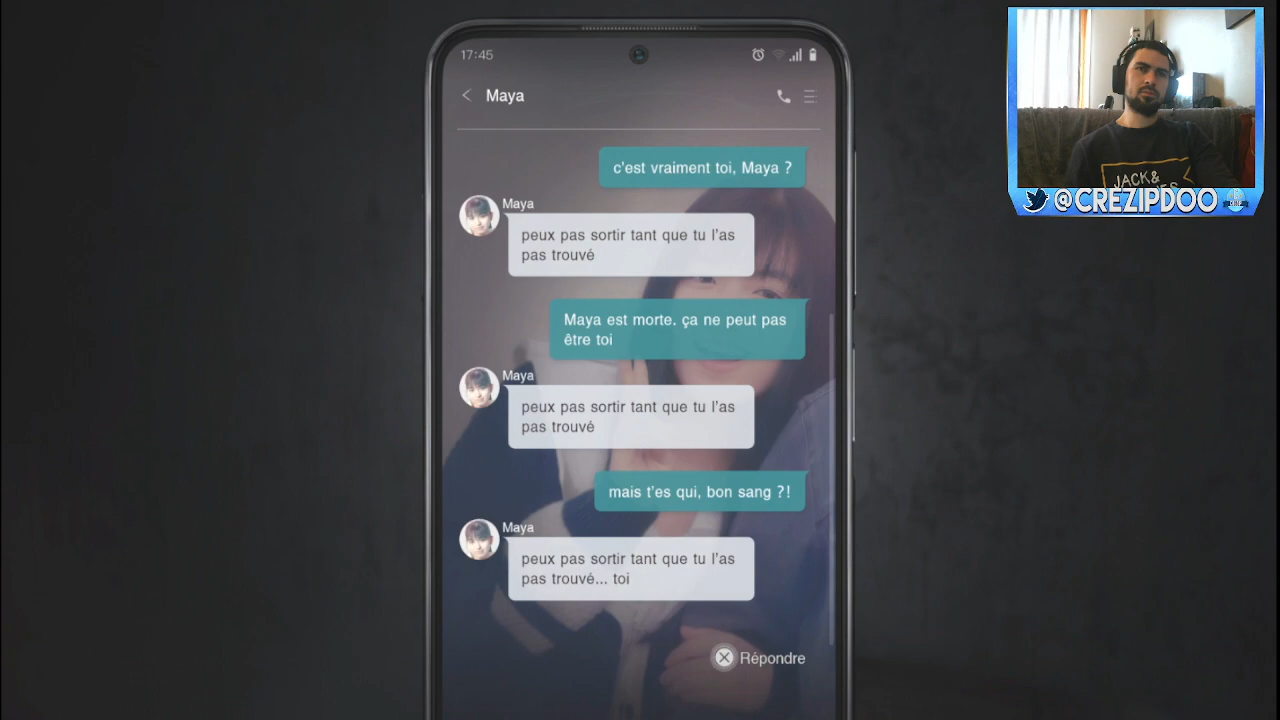 17:45
Maya
c'est vraiment toi, Maya ?
Maya
peux pas sortir tant que tu l'as
pas trouvé
Maya est morte. ça ne peut pas
être toi
Maya
peux pas sortir tant que tu l'as
pas trouvé
mais t'es qui, bon sang ?!
Maya
peux pas sortir tant que tu l'as
pas trouvé... toi
Répondre
JACK&
@CREZIPDOO